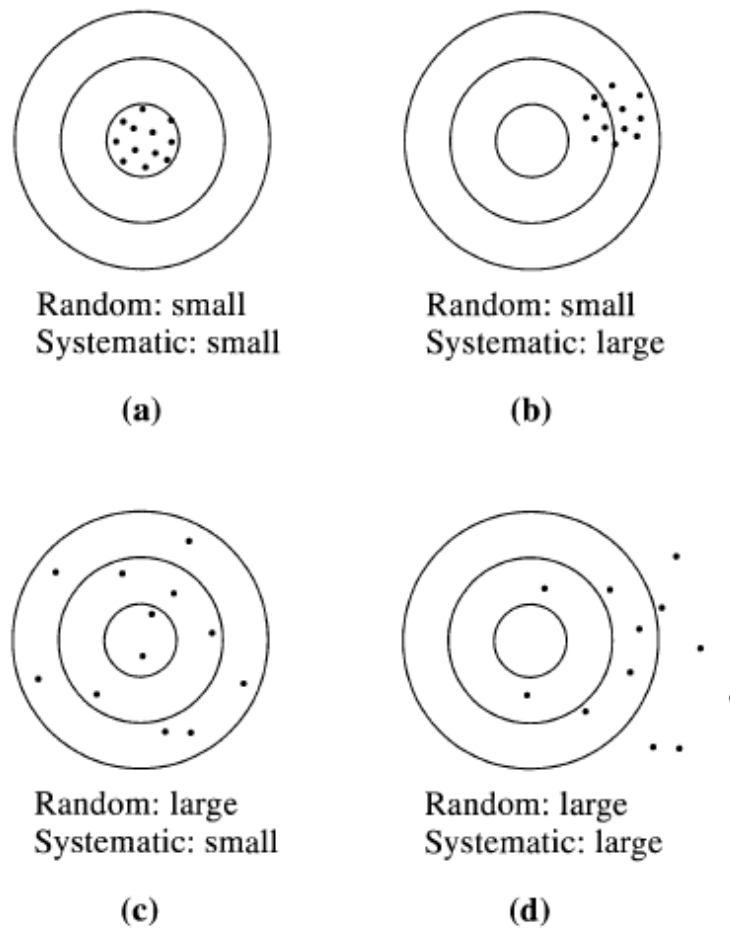 Random: small
Systematic: small
(a)
Random: small
Systematic: large
(b)
Random: large
Systematic: small
(c)
Random: large
Systematic: large
(d)